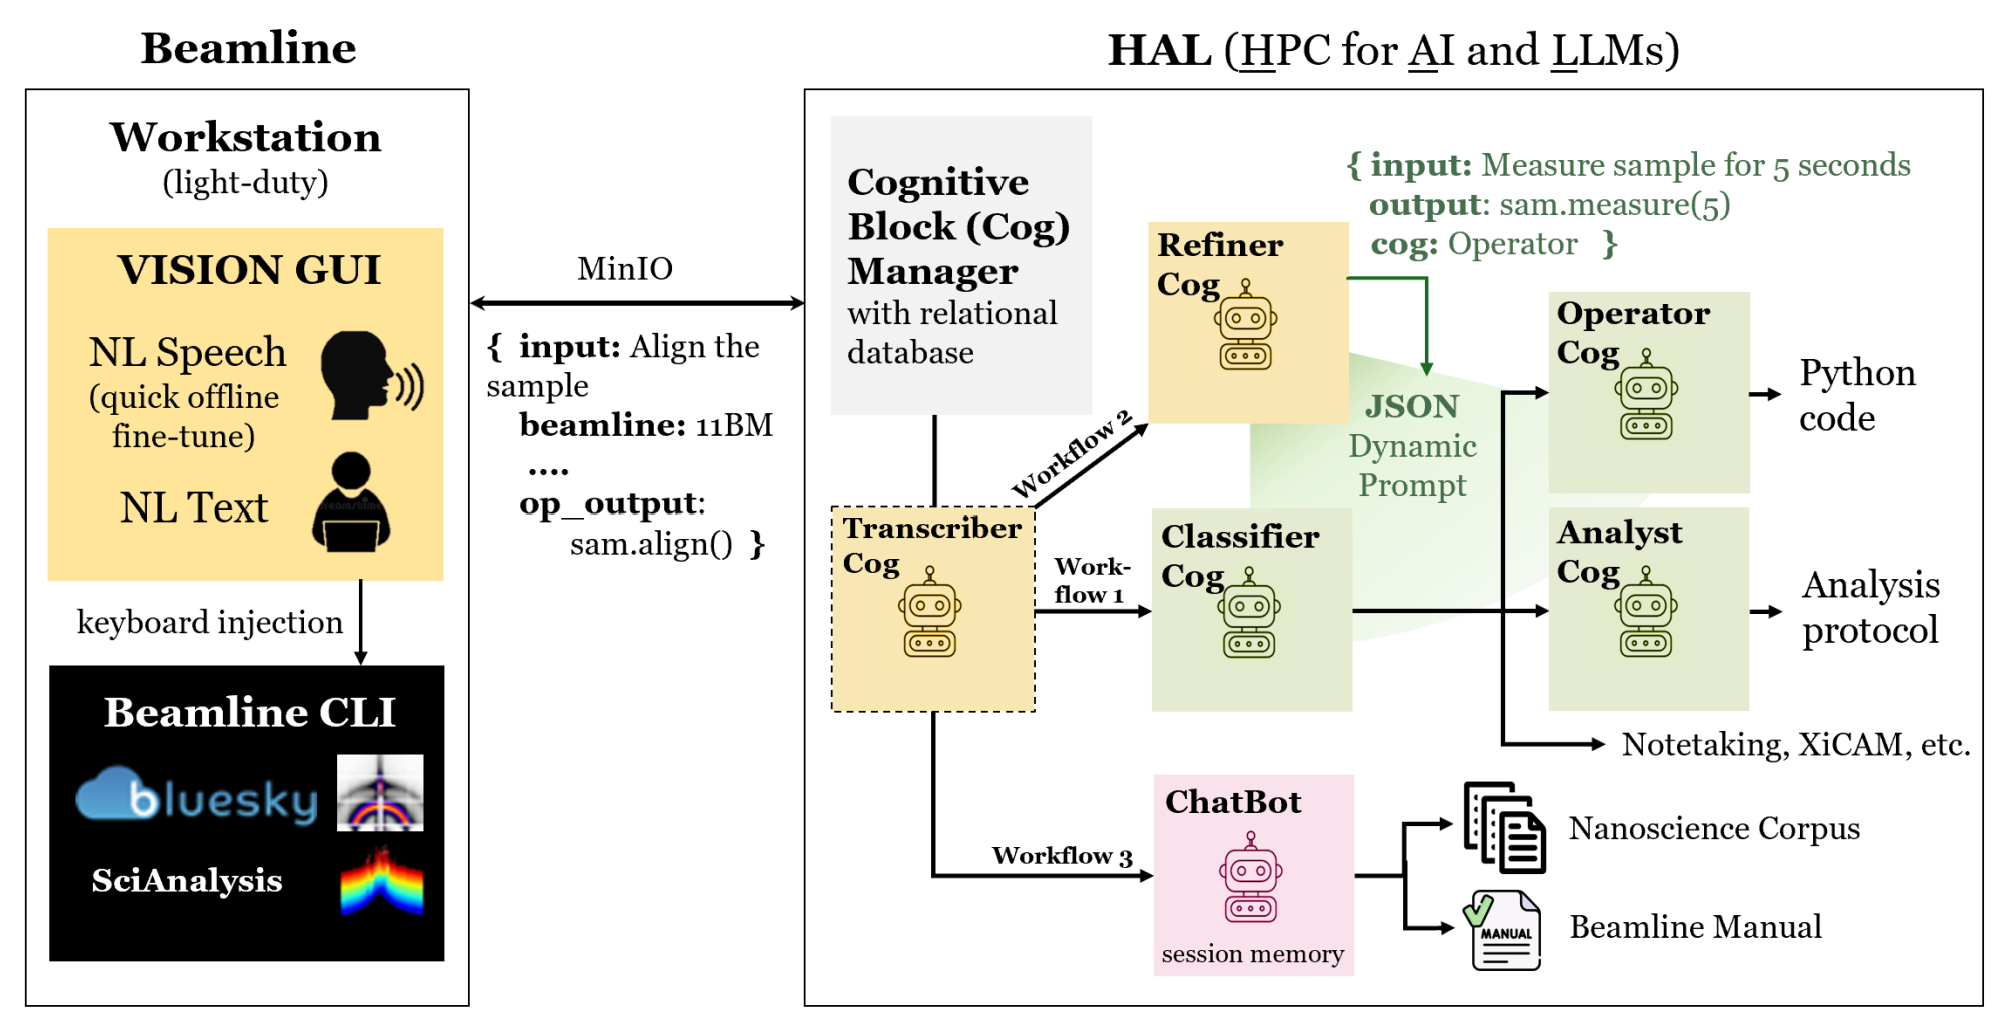 Beamline
Workstation
(light-duty)
VISION GUI
NL Speech
(quick offline
fine-tune)
NL Text
keyboard injection
Beamline CLI
bluesky
SciAnalysis
MinIO
{ input: Align the
sample
beamline: 11BM
....
op_output:
sam.align() }
HAL (HPC for AI and LLMs)
Cognitive
Block (Cog)
Manager
with relational
database
Transcriber
Cog
Workflow 2
Refiner
Cog
{ input: Measure sample for 5 seconds
output: sam.measure(5)
cog: Operator }
JSON
Dynamic
Prompt
Work-
flow 1
Classifier
Cog
Operator
Cog
Python
code
Analyst
Cog
Analysis
protocol
Notetaking, XiCAM, etc.
Workflow 3
ChatBot
session memory
Nanoscience Corpus
MANUAL
Beamline Manual